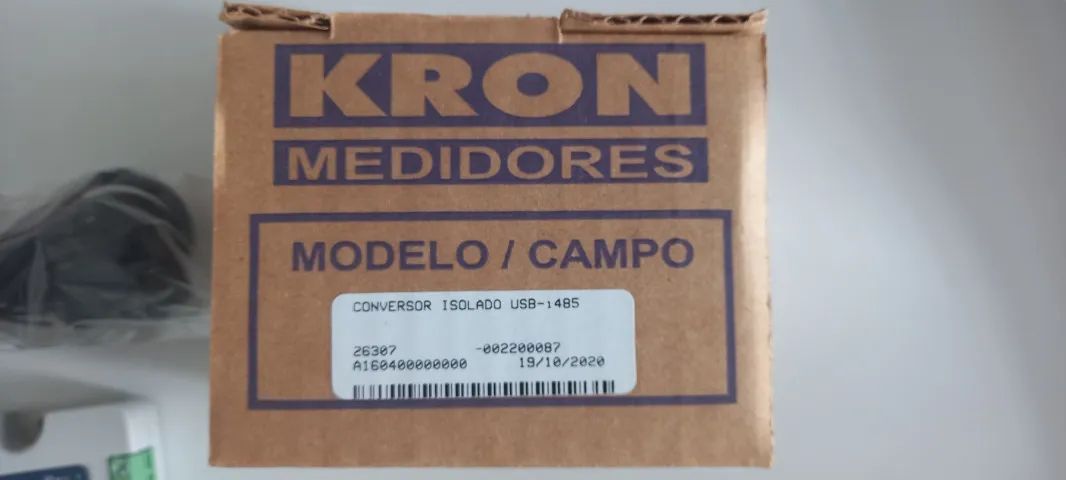 KRON
MEDIDORES
MODELO / CAMPO
CONVERSOR ISOLADO USB-i485
26307 -002200087
A160400000000 19/10/2020